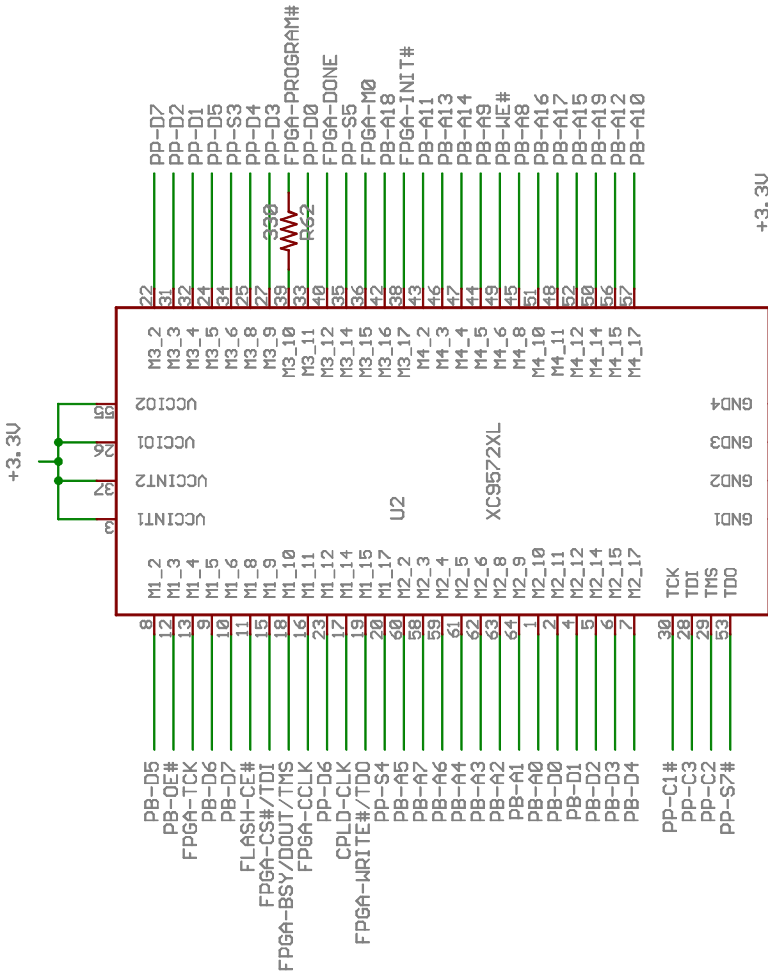 PP-D7 22 M3_2
PP-D2 31 M3_3
PP-D1 32 M3_4
PP-D5 24 M3_5
PP-S3 34 M3_6
PP-D4 25 M3_8
PP-D3 27 M3_9
FPGA-PROGRAM# 39 M3_10
330
R62
PP-D0 33 M3_11
FPGA-DONE 40 M3_12
PP-S5 35 M3_14
FPGA-M0 36 M3_15
PB-A18 42 M3_16
FPGA-INIT# 38 M3_17
PB-A11 43 M4_2
PB-A13 46 M4_3
PB-A14 47 M4_4
PB-A9 44 M4_5
PB-WE# 49 M4_6
PB-A8 45 M4_8
PB-A16 51 M4_10
PB-A17 48 M4_11
PB-A15 52 M4_12
PB-A19 50 M4_14
PB-A12 56 M4_15
PB-A10 57 M4_17
+3.3V
+3.3V
55 VCCIO2
26 VCCIO1
37 VCCINT2
3 VCCINT1
U2
XC9572XL
GND4
GND3
GND2
GND1
M1_2 8 PB-D5
M1_3 12 PB-OE#
M1_4 13 FPGA-TCK
M1_5 9 PB-D6
M1_6 10 PB-D7
M1_8 11 FLASH-CE#
M1_9 15 FPGA-CS#/TDI
M1_10 18 FPGA-BSY/DOUT/TMS
M1_11 16 FPGA-CCLK
M1_12 23 PP-D6
M1_14 17 CPLD-CLK
M1_15 19 FPGA-WRITE#/TDO
M1_17 20 PP-S4
M2_2 60 PB-A5
M2_3 58 PB-A7
M2_4 59 PB-A6
M2_5 61 PB-A4
M2_6 62 PB-A3
M2_8 63 PB-A2
M2_9 64 PB-A1
M2_10 1 PB-A0
M2_11 2 PB-D0
M2_12 4 PB-D1
M2_14 5 PB-D2
M2_15 6 PB-D3
M2_17 7 PB-D4
TCK 30 PP-C1#
TDI 28 PP-C3
TMS 29 PP-C2
TDO 53 PP-S7#